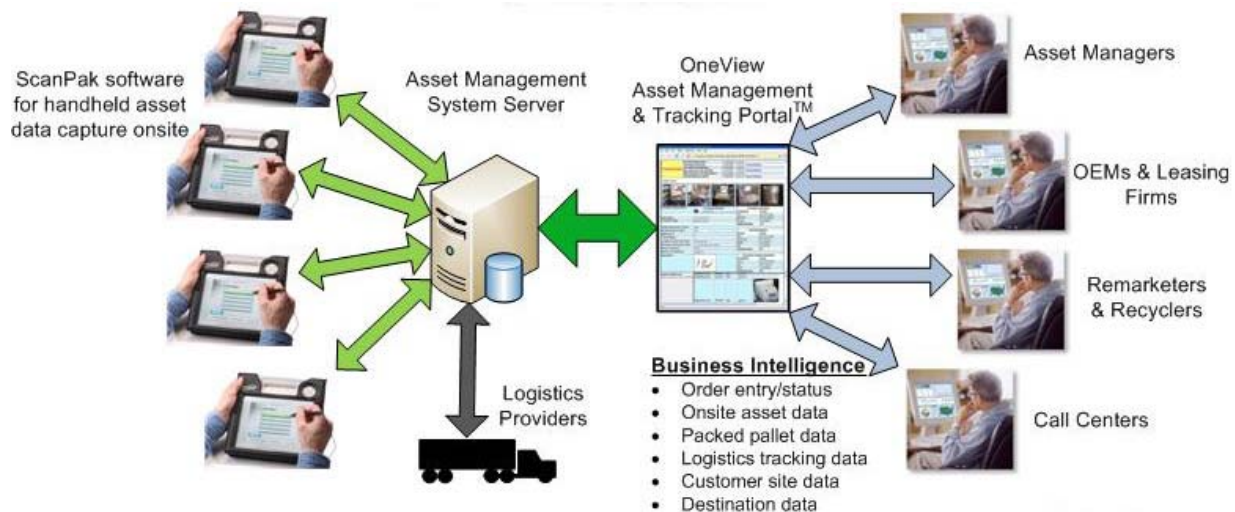 ScanPak software
for handheld asset
data capture onsite
Asset Management
System Server
OneView
Asset Management
& Tracking Portal™
Asset Managers
OEMs & Leasing
Firms
Remarketers
& Recyclers
Call Centers
Logistics
Providers
Business Intelligence
• Order entry/status
• Onsite asset data
• Packed pallet data
• Logistics tracking data
• Customer site data
• Destination data